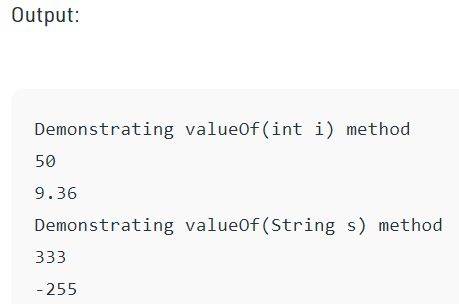 Output:
Demonstrating valueOf(int i) method
50
9.36
Demonstrating valueOf(String s) method
333
-255